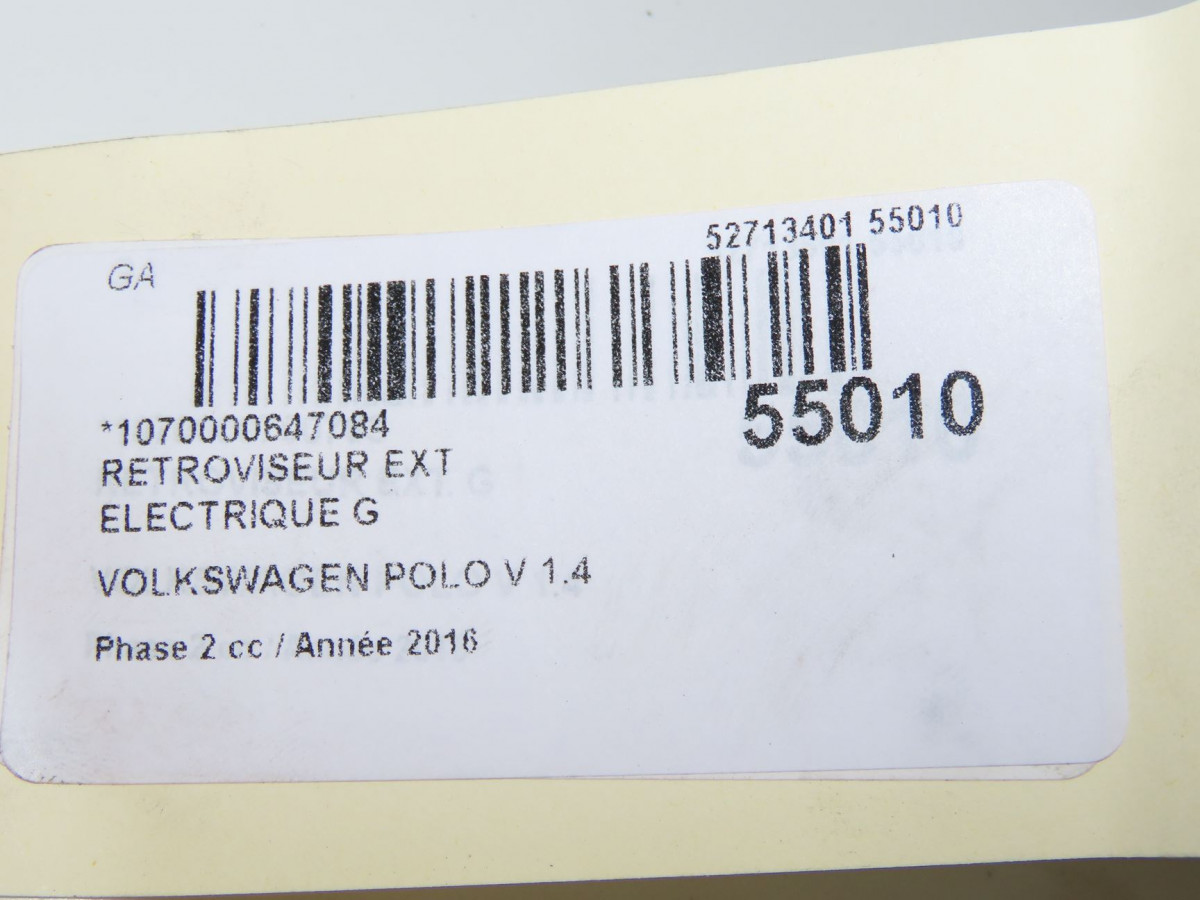 52713401 55010
GA
*1070000647084
55010
RETROVISEUR EXT
ELECTRIQUE G
VOLKSWAGEN POLO V 1.4
Phase 2 cc / Année 2016